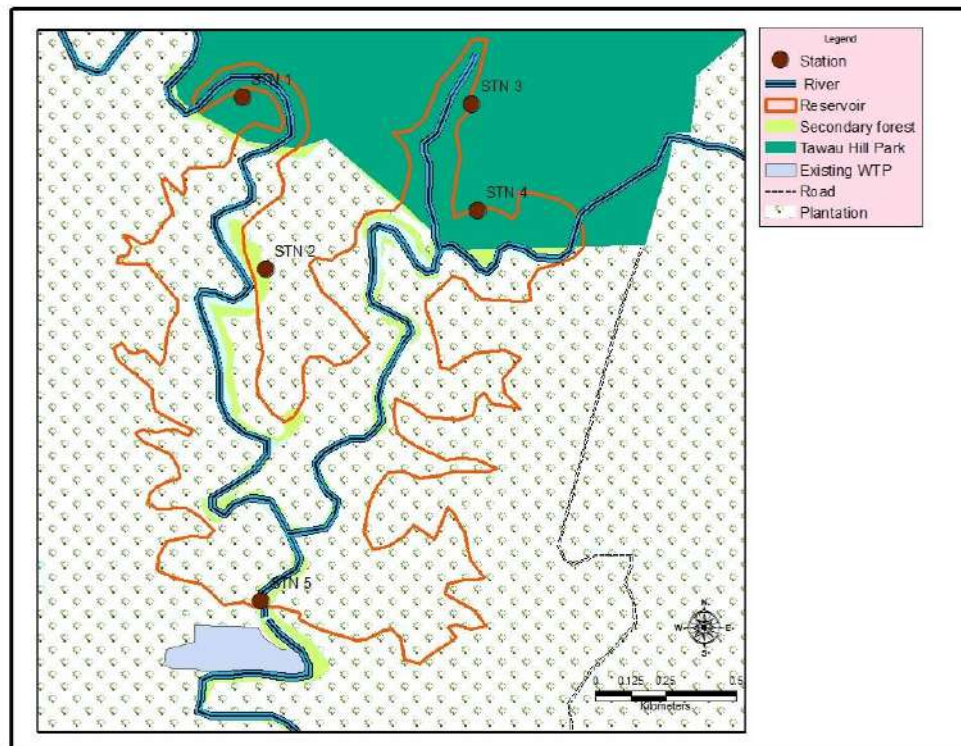 STN 1
STN 3
STN 4
STN 2
STN 5
Legend
Station
River
Reservoir
Secondary forest
Tawau Hill Park
Existing WTP
Road
Plantation
N
W E
S
0 0.125 0.25 0.5
Kilometers